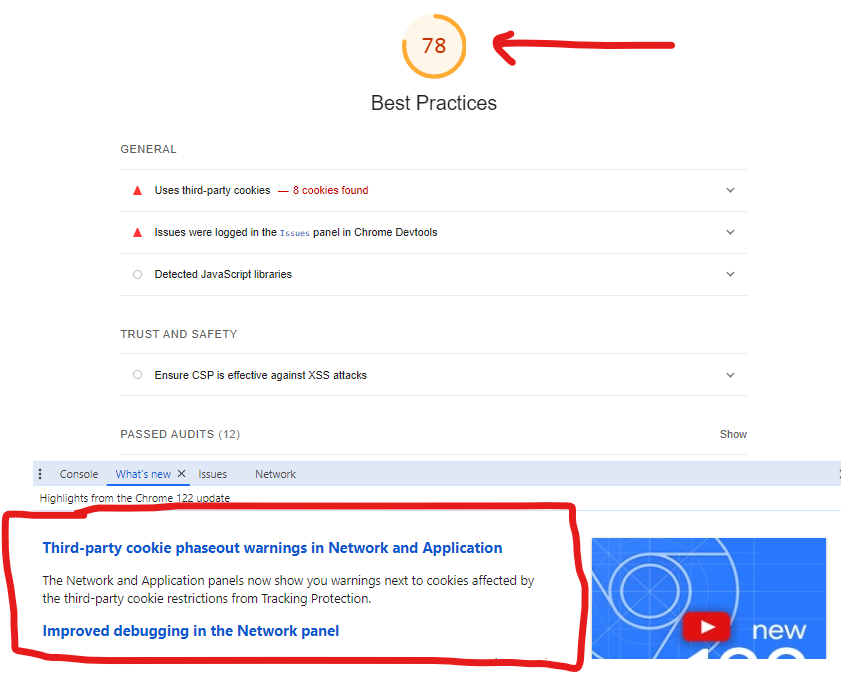 78
Best Practices
GENERAL
Uses third-party cookies — 8 cookies found
Issues were logged in the Issues panel in Chrome Devtools
Detected JavaScript libraries
TRUST AND SAFETY
Ensure CSP is effective against XSS attacks
PASSED AUDITS (12) Show
Console What's new Issues Network
Highlights from the Chrome 122 update
Third-party cookie phaseout warnings in Network and Application
The Network and Application panels now show you warnings next to cookies affected by
the third-party cookie restrictions from Tracking Protection.
Improved debugging in the Network panel
new